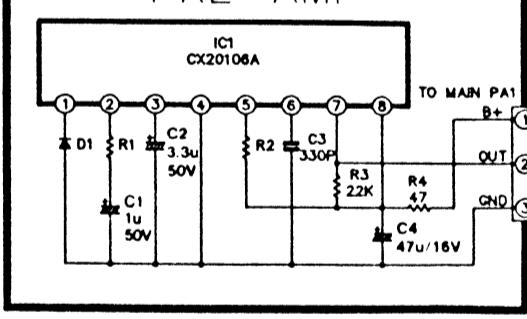 IC1
CX20106A
1 2 3 4 5 6 7 8
TO MAIN PA1
B+ 1
D1 R1 C2 3.3u 50V R2 C3 330P
OUT 2
R3 22K R4 47
C1 1u 50V
GND 3
C4 47u/16V